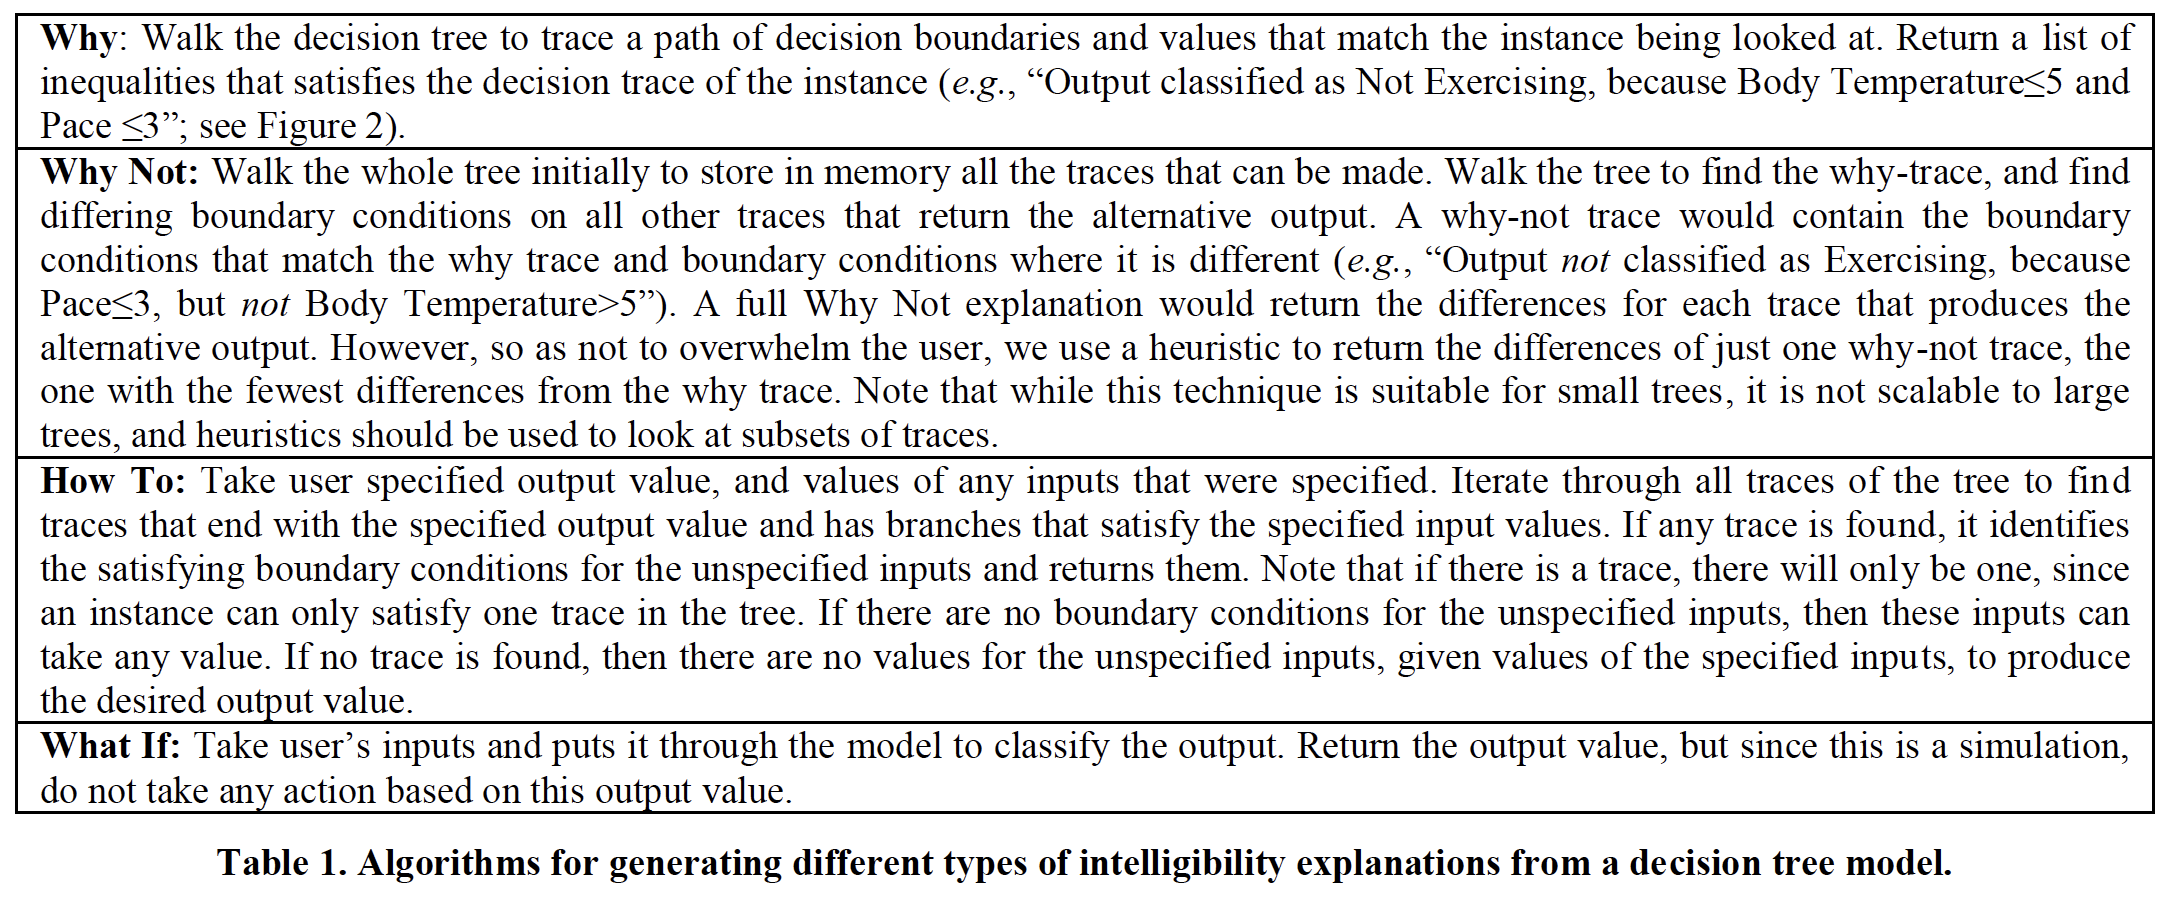 Why: Walk the decision tree to trace a path of decision boundaries and values that match the instance being looked at. Return a list of
inequalities that satisfies the decision trace of the instance (e.g., “Output classified as Not Exercising, because Body Temperature≤5 and
Pace ≤3”; see Figure 2).
Why Not: Walk the whole tree initially to store in memory all the traces that can be made. Walk the tree to find the why-trace, and find
differing boundary conditions on all other traces that return the alternative output. A why-not trace would contain the boundary
conditions that match the why trace and boundary conditions where it is different (e.g., “Output not classified as Exercising, because
Pace≤3, but not Body Temperature>5”). A full Why Not explanation would return the differences for each trace that produces the
alternative output. However, so as not to overwhelm the user, we use a heuristic to return the differences of just one why-not trace, the
one with the fewest differences from the why trace. Note that while this technique is suitable for small trees, it is not scalable to large
trees, and heuristics should be used to look at subsets of traces.
How To: Take user specified output value, and values of any inputs that were specified. Iterate through all traces of the tree to find
traces that end with the specified output value and has branches that satisfy the specified input values. If any trace is found, it identifies
the satisfying boundary conditions for the unspecified inputs and returns them. Note that if there is a trace, there will only be one, since
an instance can only satisfy one trace in the tree. If there are no boundary conditions for the unspecified inputs, then these inputs can
take any value. If no trace is found, then there are no values for the unspecified inputs, given values of the specified inputs, to produce
the desired output value.
What If: Take user’s inputs and puts it through the model to classify the output. Return the output value, but since this is a simulation,
do not take any action based on this output value.
Table 1. Algorithms for generating different types of intelligibility explanations from a decision tree model.